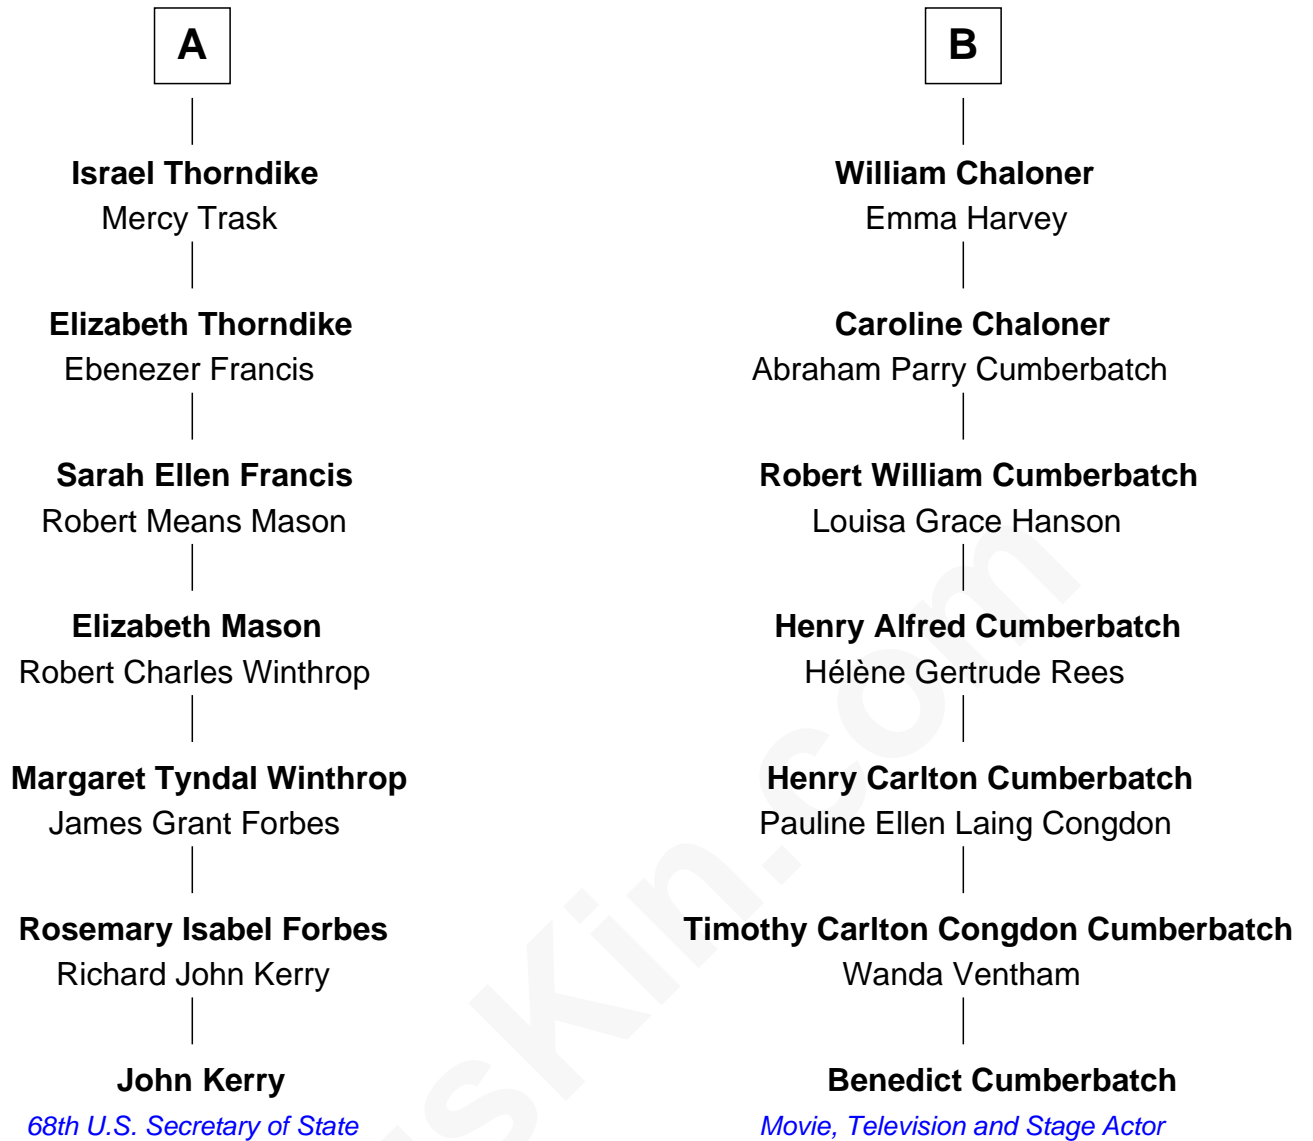 A
Israel Thorndike
Mercy Trask
Elizabeth Thorndike
Ebenezer Francis
Sarah Ellen Francis
Robert Means Mason
Elizabeth Mason
Robert Charles Winthrop
Margaret Tyndal Winthrop
James Grant Forbes
Rosemary Isabel Forbes
Richard John Kerry
John Kerry
68th U.S. Secretary of State
B
William Chaloner
Emma Harvey
Caroline Chaloner
Abraham Parry Cumberbatch
Robert William Cumberbatch
Louisa Grace Hanson
Henry Alfred Cumberbatch
Hélène Gertrude Rees
Henry Carlton Cumberbatch
Pauline Ellen Laing Congdon
Timothy Carlton Congdon Cumberbatch
Wanda Ventham
Benedict Cumberbatch
Movie, Television and Stage Actor